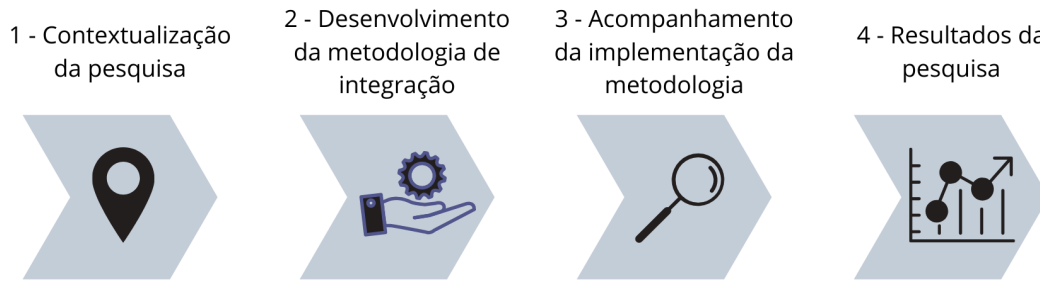 1 - Contextualização
da pesquisa
2 - Desenvolvimento
da metodologia de
integração
3 - Acompanhamento
da implementação da
metodologia
4 - Resultados da
pesquisa